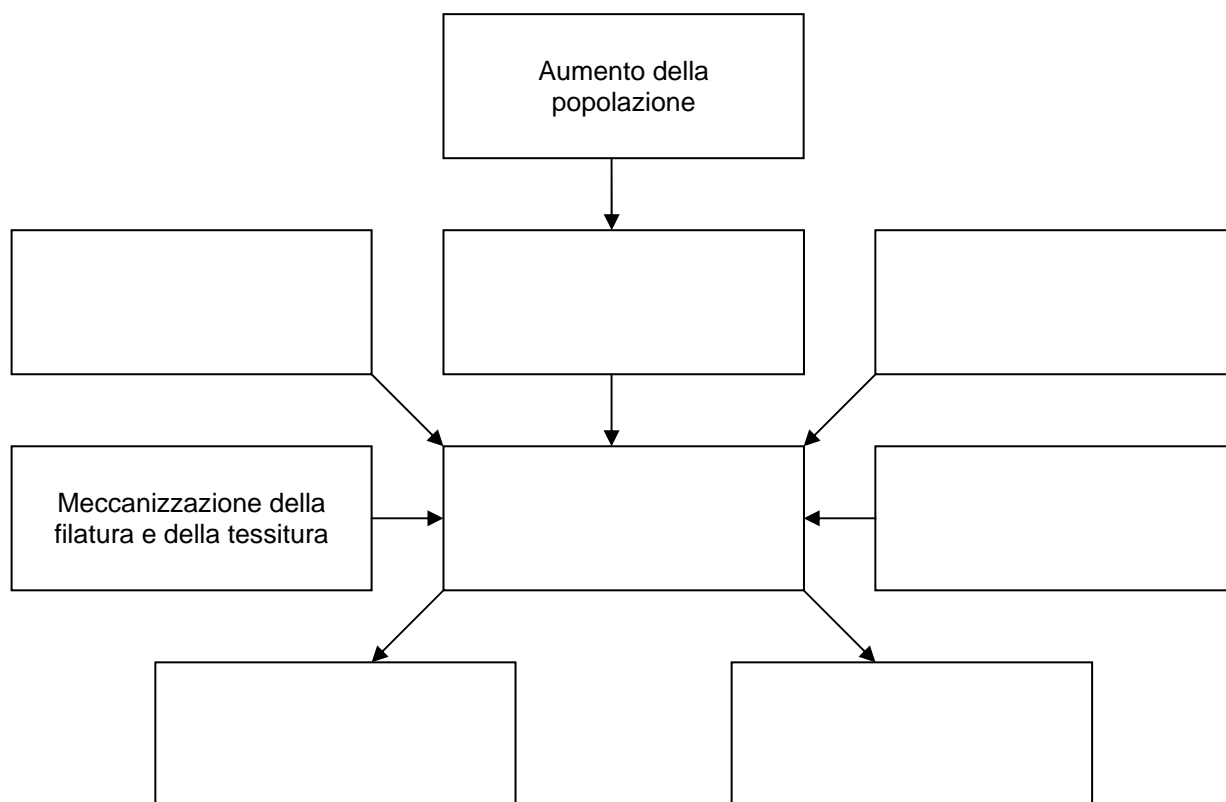 Aumento della
popolazione
Meccanizzazione della
filatura e della tessitura